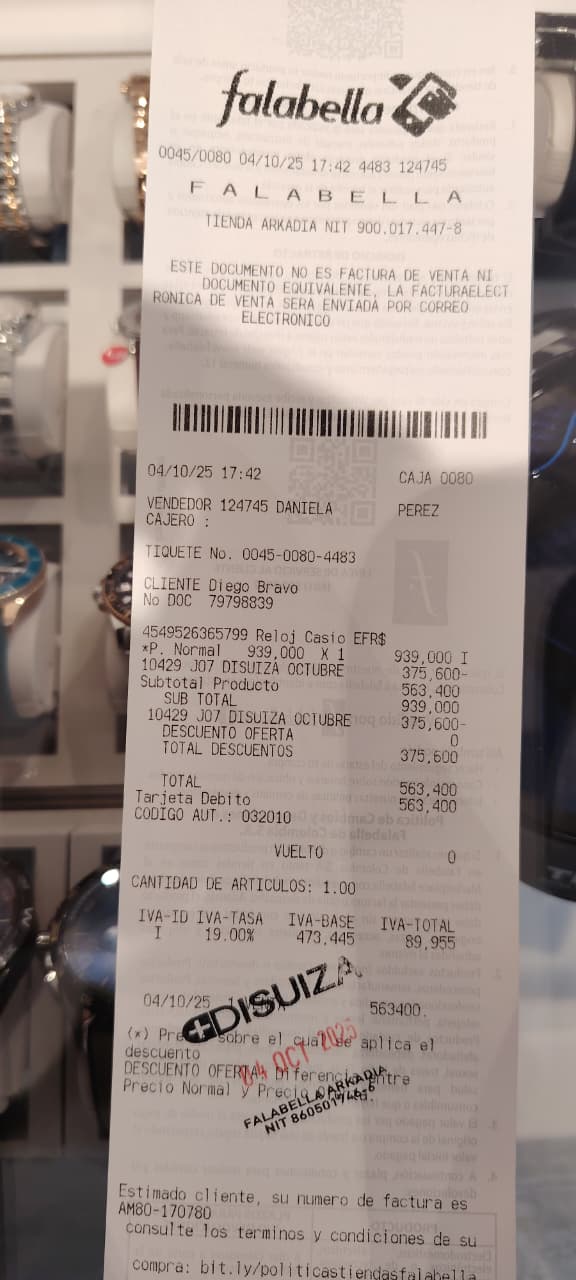 falabella
0045/0080 04/10/25 17:42 4483 124745
F A L A B E L L A
TIENDA ARKADIA NIT 900.017.447-8
ESTE DOCUMENTO NO ES FACTURA DE VENTA NI
DOCUMENTO EQUIVALENTE, LA FACTURAELECT
RONICA DE VENTA SERA ENVIADA POR CORREO
ELECTRONICO
04/10/25 17:42 CAJA 0080
VENDEDOR 124745 DANIELA PEREZ
CAJERO :
TIQUETE No. 0045-0080-4483
CLIENTE Diego Bravo
No DOC 79798839
4549526365799 Reloj Casio EFR$
*P. Normal 939,000 X 1 939,000 I
10429 J07 DISUIZA OCTUBRE 375,600-
Subtotal Producto 563,400
SUB TOTAL 939,000
10429 J07 DISUIZA OCTUBRE 375,600-
DESCUENTO OFERTA 0
TOTAL DESCUENTOS 375,600
TOTAL 563,400
Tarjeta Debito 563,400
CODIGO AUT.: 032010
VUELTO 0
CANTIDAD DE ARTICULOS: 1.00
IVA-ID IVA-TASA IVA-BASE IVA-TOTAL
I 19.00% 473,445 89,955
04/10/25 563400.
DISUIZA
(*) sobre el cual se aplica el
descuento
04 OCT 2025
DESCUENTO OFERTA: Diferencia entre
Precio Normal y Precio
FALABELLA ARKADIA
Estimado cliente, su numero de factura es
AM80-170780
consulte los terminos y condiciones de su
compra: bit.ly/politicastiendasfalabella